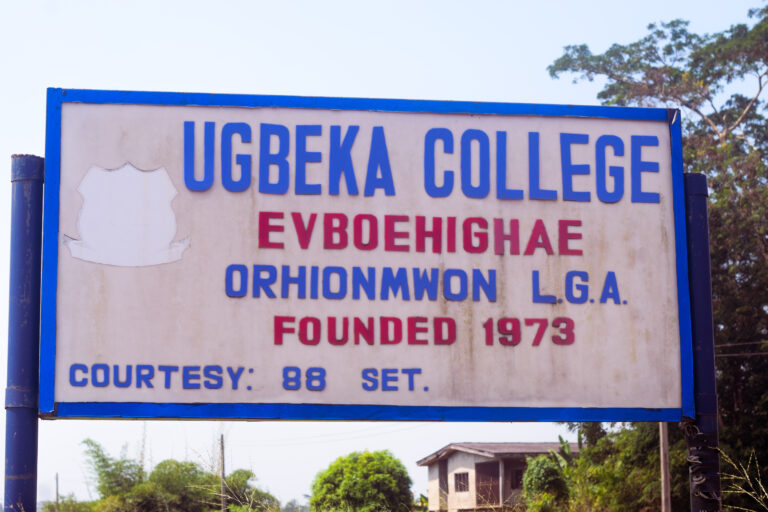 UGBEKA COLLEGE
EVBOEHIGHAE
ORHIONMWON L.G.A.
FOUNDED 1973
COURTESY: 88 SET.